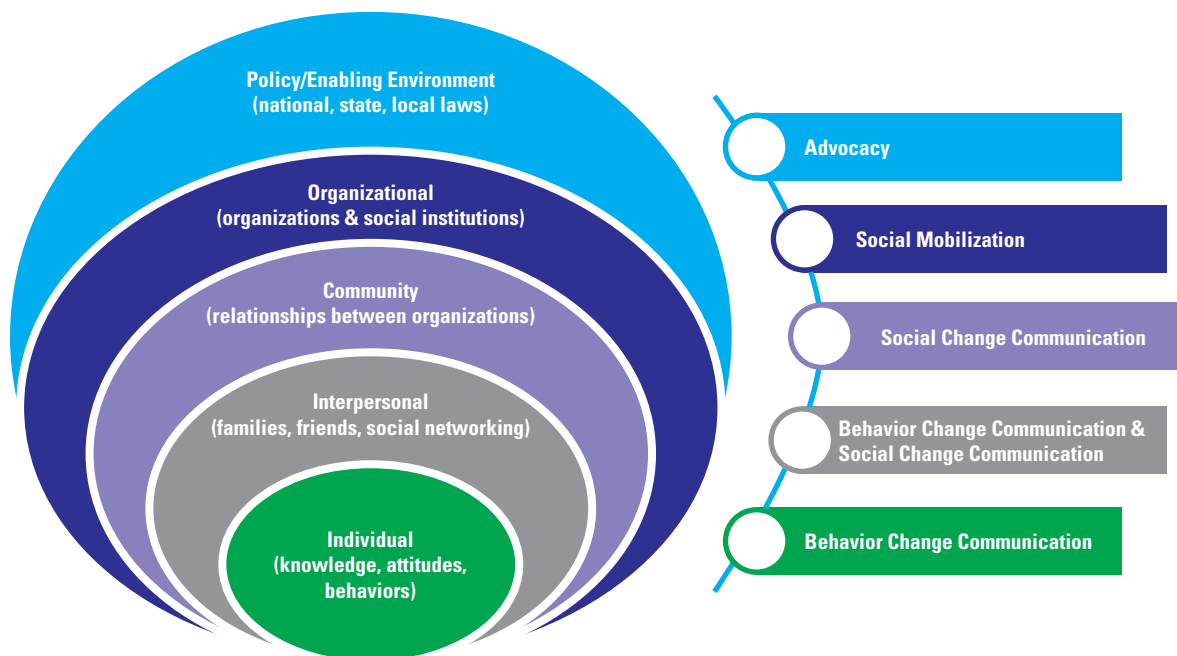 Policy/Enabling Environment
(national, state, local laws)
Organizational
(organizations & social institutions)
Community
(relationships between organizations)
Interpersonal
(families, friends, social networking)
Individual
(knowledge, attitudes,
behaviors)
Advocacy
Social Mobilization
Social Change Communication
Behavior Change Communication &
Social Change Communication
Behavior Change Communication